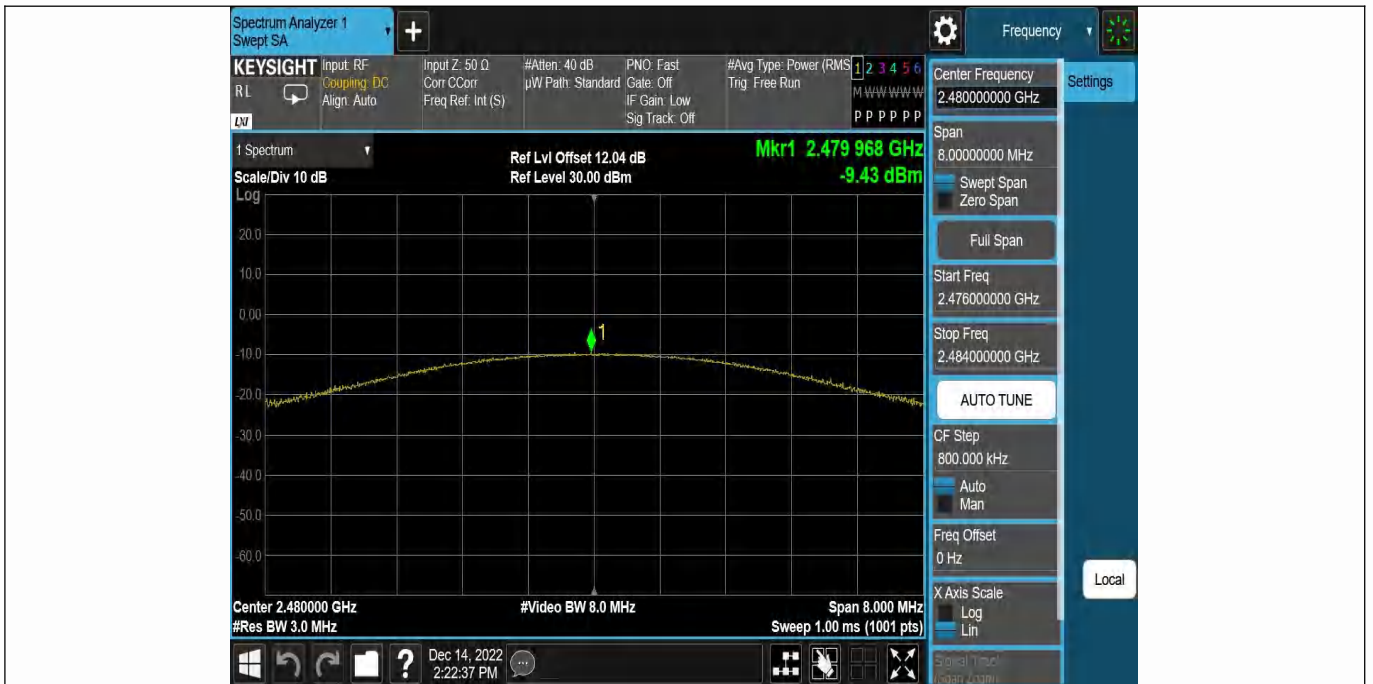 Spectrum Analyzer 1
Swept SA
+
Frequency
KEYSIGHT
RL
LXI
Input: RF
Coupling: DC
Align: Auto
Input Z: 50 Ω
Corr CCorr
Freq Ref: Int (S)
#Atten: 40 dB
µW Path: Standard
PNO: Fast
Gate: Off
IF Gain: Low
Sig Track: Off
#Avg Type: Power (RMS
Trig: Free Run
1 2 3 4 5 6
M W W W W W
P P P P P P
1 Spectrum
Scale/Div 10 dB
Log
Ref Lvl Offset 12.04 dB
Ref Level 30.00 dBm
Mkr1 2.479 968 GHz
-9.43 dBm
20.0
10.0
0.00
-10.0
-20.0
-30.0
-40.0
-50.0
-60.0
1
Center 2.480000 GHz
#Res BW 3.0 MHz
#Video BW 8.0 MHz
Span 8.000 MHz
Sweep 1.00 ms (1001 pts)
Center Frequency
2.480000000 GHz
Settings
Span
8.00000000 MHz
Swept Span
Zero Span
Full Span
Start Freq
2.476000000 GHz
Stop Freq
2.484000000 GHz
AUTO TUNE
CF Step
800.000 kHz
Auto
Man
Freq Offset
0 Hz
X Axis Scale
Log
Lin
Signal Track
(Span Zoom)
Local
?
Dec 14, 2022
2:22:37 PM